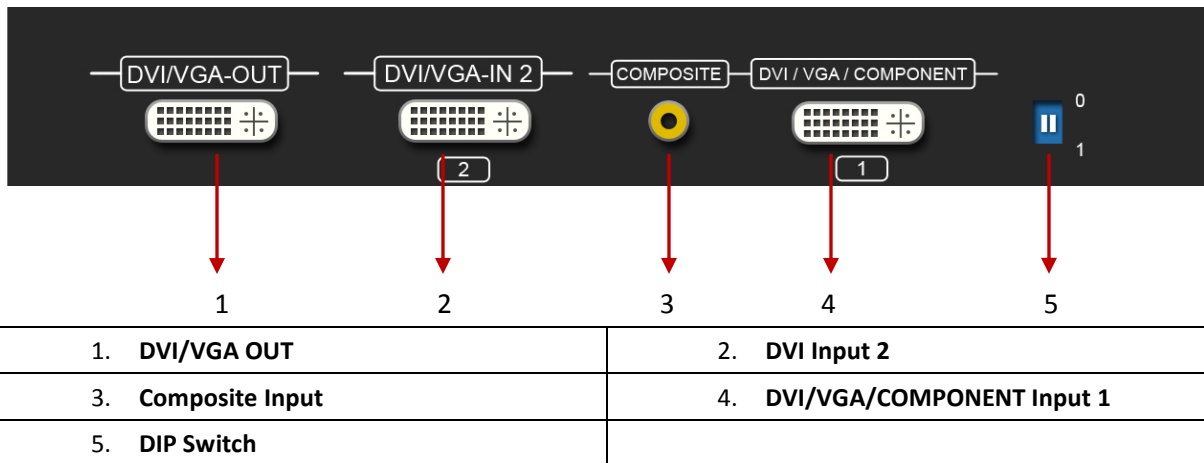 DVI/VGA-OUT DVI/VGA-IN 2 COMPOSITE DVI / VGA / COMPONENT
0
1
2 1
1 2 3 4 5
1. DVI/VGA OUT 2. DVI Input 2
3. Composite Input 4. DVI/VGA/COMPONENT Input 1
5. DIP Switch